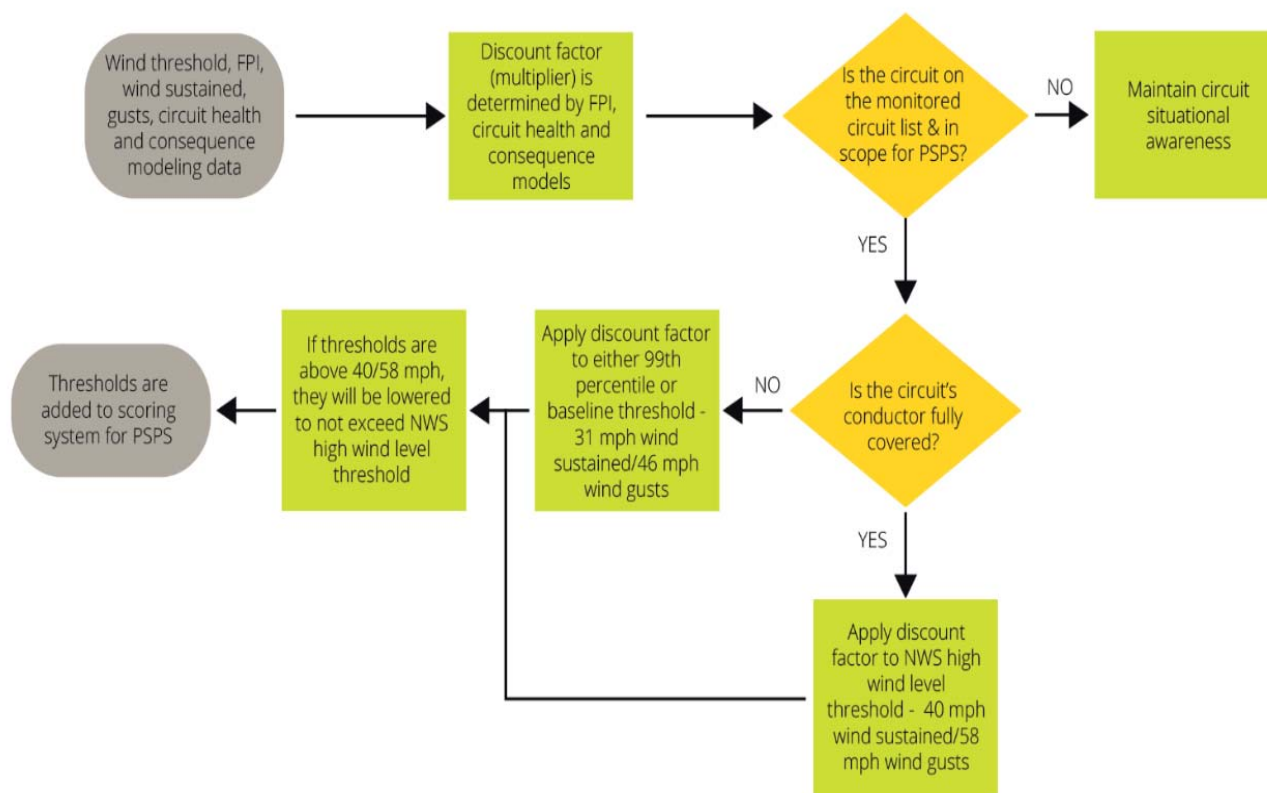 Wind threshold, FPI,
wind sustained,
gusts, circuit health
and consequence
modeling data
Discount factor
(multiplier) is
determined by FPI,
circuit health and
consequence
models
Is the circuit on
the monitored
circuit list & in
scope for PSPS?
NO
Maintain circuit
situational
awareness
YES
Is the circuit's
conductor fully
covered?
NO
Apply discount factor
to either 99th
percentile or
baseline threshold -
31 mph wind
sustained/46 mph
wind gusts
If thresholds are
above 40/58 mph,
they will be lowered
to not exceed NWS
high wind level
threshold
Thresholds are
added to scoring
system for PSPS
YES
Apply discount
factor to NWS high
wind level
threshold - 40 mph
wind sustained/58
mph wind gusts